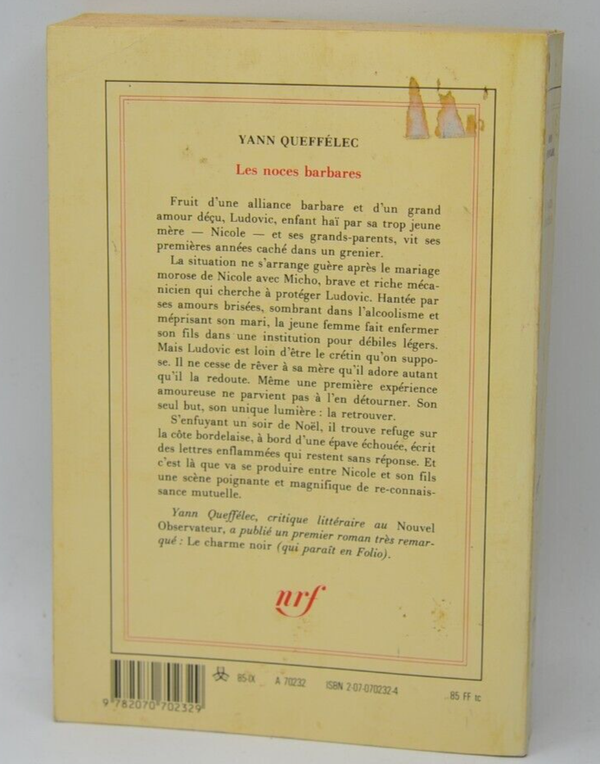 YANN QUEFFÉLEC
Les noces barbares
Fruit d'une alliance barbare et d'un grand
amour déçu, Ludovic, enfant haï par sa trop jeune
mère — Nicole — et ses grands-parents, vit ses
premières années caché dans un grenier.
La situation ne s'arrange guère après le mariage
morose de Nicole avec Micho, brave et riche méca-
nicien qui cherche à protéger Ludovic. Hantée par
ses amours brisées, sombrant dans l'alcoolisme et
méprisant son mari, la jeune femme fait enfermer
son fils dans une institution pour débiles légers.
Mais Ludovic est loin d'être le crétin qu'on suppo-
se. Il ne cesse de rêver à sa mère qu'il adore autant
qu'il la redoute. Même une première expérience
amoureuse ne parvient pas à l'en détourner. Son
seul but, son unique lumière : la retrouver.
S'enfuyant un soir de Noël, il trouve refuge sur
la côte bordelaise, à bord d'une épave échouée, écrit
des lettres enflammées qui restent sans réponse. Et
c'est là que va se produire entre Nicole et son fils
une scène poignante et magnifique de re-connais-
sance mutuelle.
Yann Queffélec, critique littéraire au Nouvel
Observateur, a publié un premier roman très remar-
qué : Le charme noir (qui paraît en Folio).
nrf
85-IX A 70232 ISBN 2-07-070232-4 85 FF tc
9 782070 702329